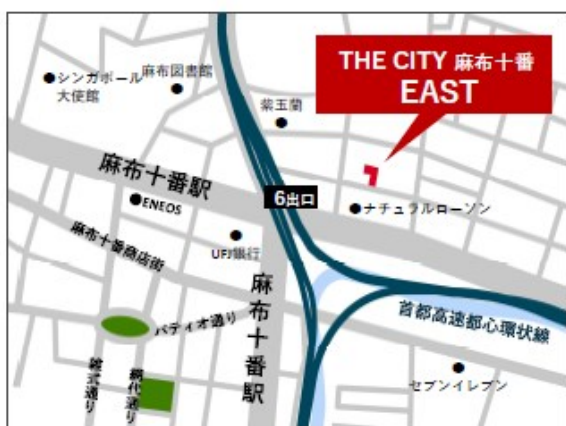 THE CITY 麻布十番
EAST
シンガポール
大使館
麻布図書館
紫玉蘭
麻布十番駅
ENEOS
6出口
ナチュラルローソン
麻布十番商店街
UFJ銀行
麻布十番駅
首都高速都心環状線
パティオ通り
雑式通り
網代通り
セブンイレブン